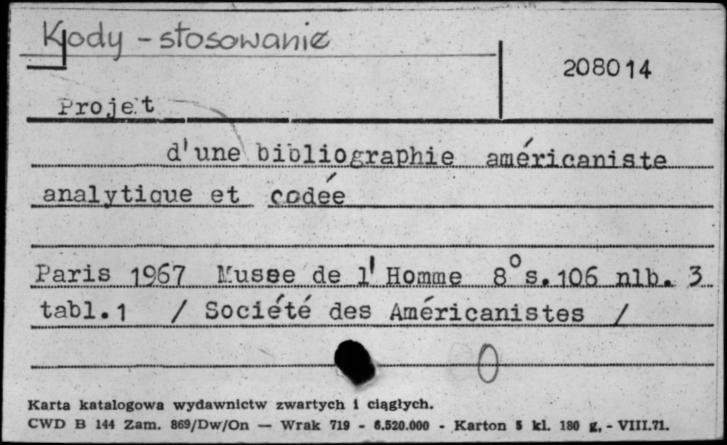 Kody - stosowanie
208014
Projet
d'une bibliographie américaniste
analytique et codée
Paris 1967 Musee de l'Homme 8° s.106 nlb. 3
tabl.1 / Société des Américanistes /
Karta katalogowa wydawnictw zwartych i ciągłych.
CWD B 144 Zam. 869/Dw/On — Wrak 719 - 6.520.000 - Karton 5 kl. 180 g, - VIII.71.